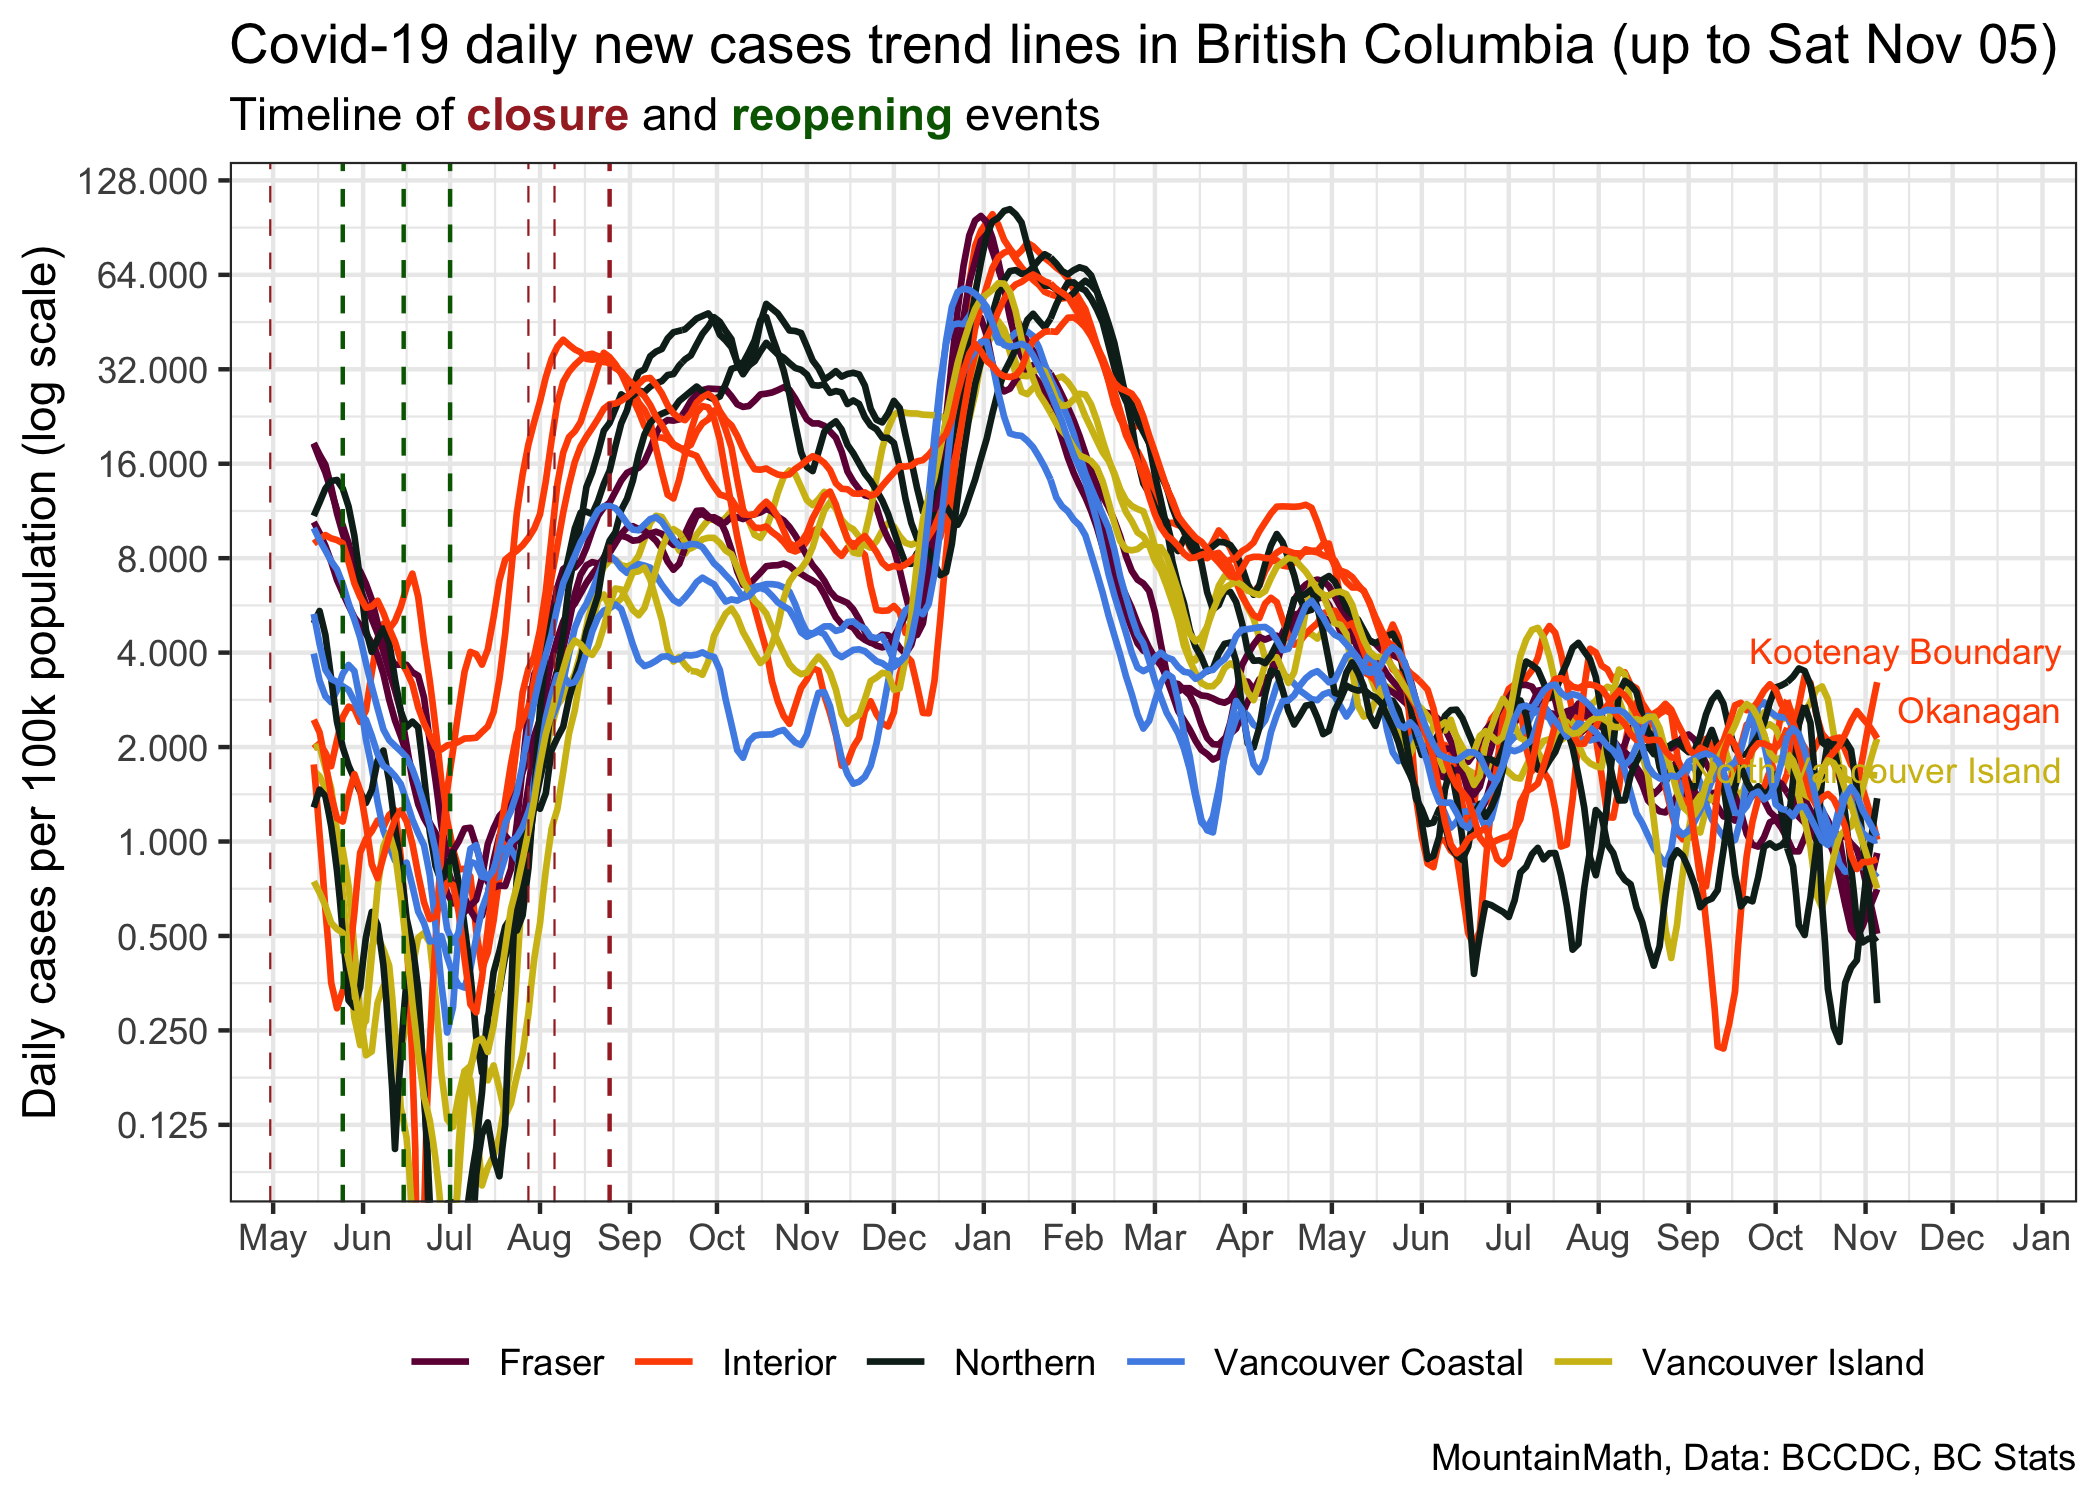 Covid-19 daily new cases trend lines in British Columbia (up to Sat Nov 05)
Timeline of closure and reopening events
Daily cases per 100k population (log scale)
128.000
64.000
32.000
16.000
8.000
4.000
2.000
1.000
0.500
0.250
0.125
Kootenay Boundary
Okanagan
North Vancouver Island
May Jun Jul Aug Sep Oct Nov Dec Jan Feb Mar Apr May Jun Jul Aug Sep Oct Nov Dec Jan
Fraser Interior Northern Vancouver Coastal Vancouver Island
MountainMath, Data: BCCDC, BC Stats